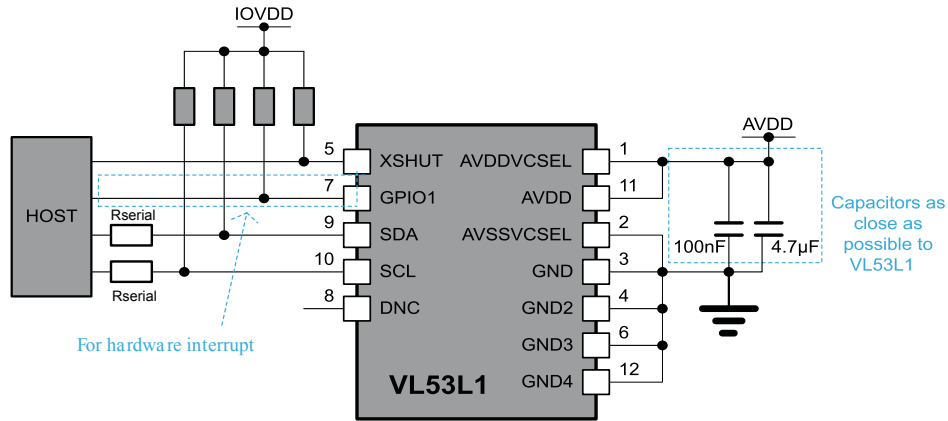 IOVDD
AVDD
HOST
5
7
9
10
8
XSHUT
GPIO1
SDA
SCL
DNC
AVDDVCSEL
AVDD
AVSSVCSEL
GND
GND2
GND3
GND4
1
11
2
3
4
6
12
Rserial
Rserial
100nF
4.7µF
Capacitors as
close as
possible to
VL53L1
For hardware interrupt
VL53L1